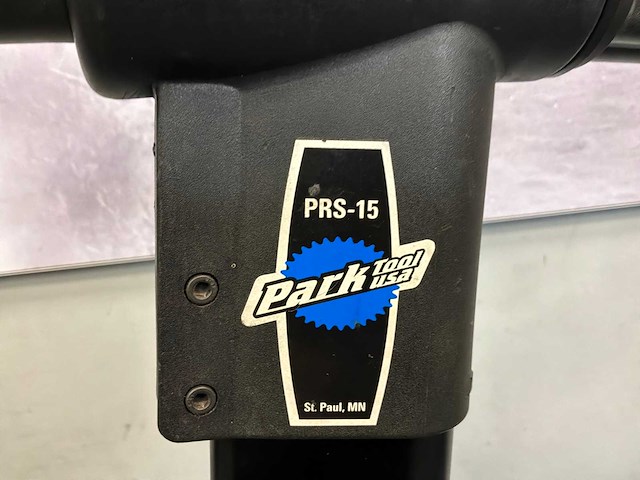 PRS-15
Park TOOL
USA
St. Paul, MN